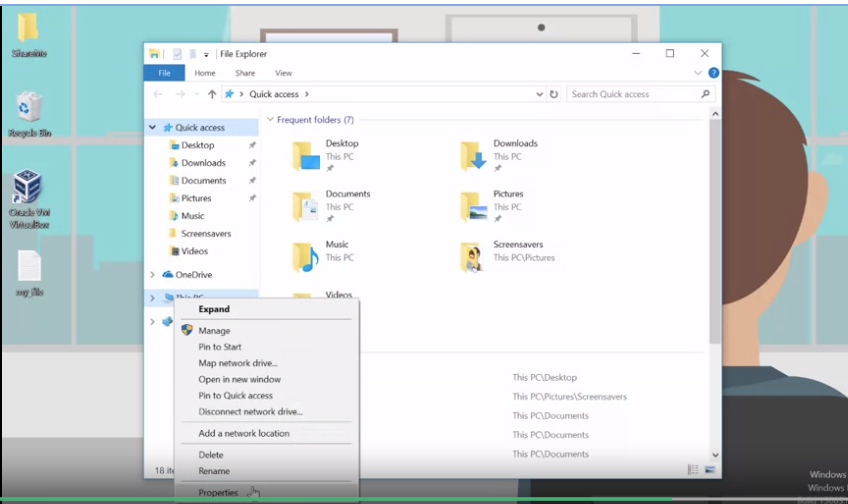 File Explorer
File Home Share View
Quick access
Search Quick access
Quick access
Desktop
Downloads
Documents
Pictures
Music
Screensavers
Videos
OneDrive
This PC
Frequent folders (7)
Desktop
This PC
Downloads
This PC
Documents
This PC
Pictures
This PC
Music
This PC
Screensavers
This PC\Pictures
Videos
Expand
Manage
Pin to Start
Map network drive...
Open in new window
Pin to Quick access
Disconnect network drive...
Add a network location
Delete
Rename
Properties
This PC\Desktop
This PC\Pictures\Screensavers
This PC\Documents
This PC\Documents
This PC\Documents
18
Recycle Bin
Oracle VM
VirtualBox
my_file
Windows
Windows